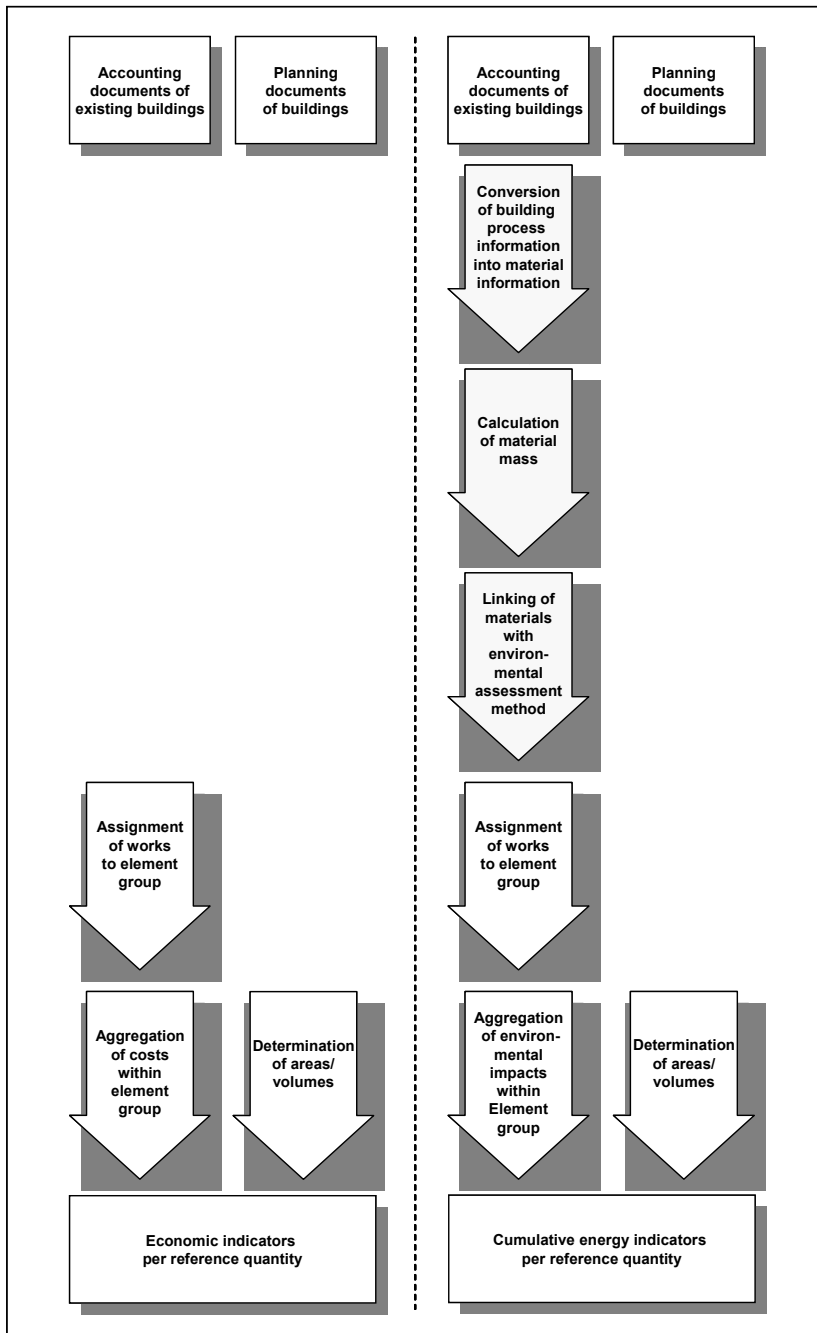 Accounting
documents of
existing buildings
Planning
documents
of buildings
Accounting
documents of
existing buildings
Planning
documents
of buildings
Conversion
of building
process
information
into material
information
Calculation
of material
mass
Linking of
materials
with
environ-
mental
assessment
method
Assignment
of works
to element
group
Assignment
of works
to element
group
Aggregation
of costs
within
element
group
Determination
of areas/
volumes
Aggregation
of environ-
mental
impacts
within
Element
group
Determination
of areas/
volumes
Economic indicators
per reference quantity
Cumulative energy indicators
per reference quantity